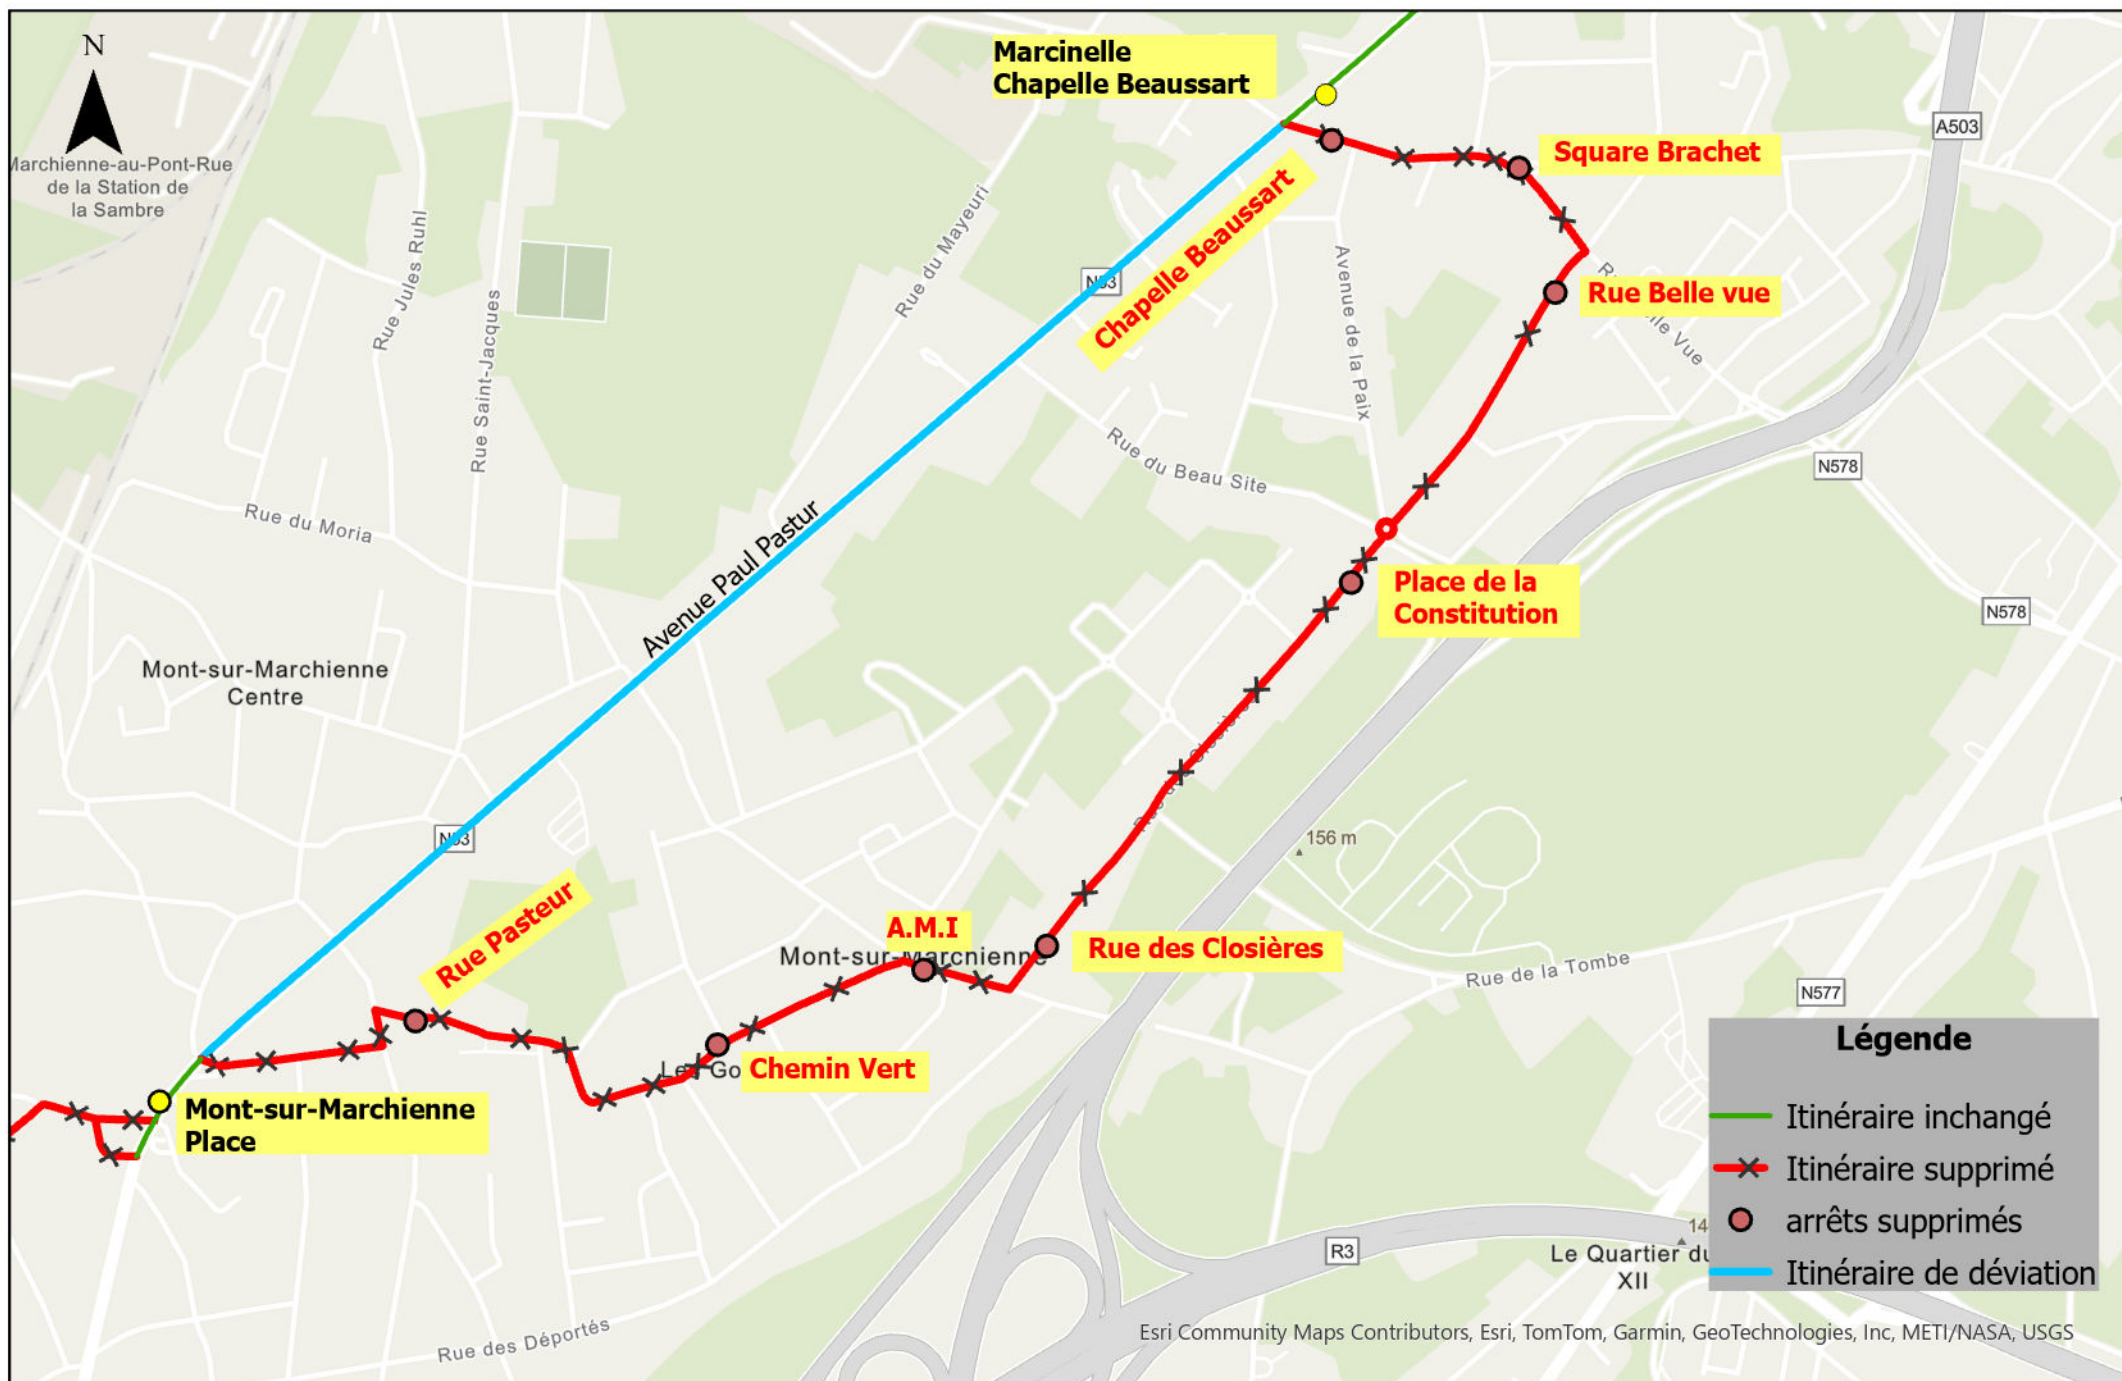 N
Marchienne-au-Pont-Rue
de la Station de
la Sambre
Marcinelle
Chapelle Beaussart
A503
Square Brachet
Chapelle Beaussart
Rue du Mayeuri
Rue Jules Ruhl
Rue Saint-Jacques
Avenue de la Paix
Rue Belle vue
Belle Vue
Rue du Beau Site
N578
Rue du Moria
Avenue Paul Pastur
Place de la
Constitution
N578
Mont-sur-Marchienne
Centre
156 m
N53
Rue Pasteur
A.M.I
Mont-sur-Marchienne
Rue des Closières
Rue de la Tombe
N577
Chemin Vert
Mont-sur-Marchienne
Place
Légende
Itinéraire inchangé
Itinéraire supprimé
arrêts supprimés
Itinéraire de déviation
R3
Le Quartier du
XII
Rue des Déportés
Esri Community Maps Contributors, Esri, TomTom, Garmin, GeoTechnologies, Inc, METI/NASA, USGS